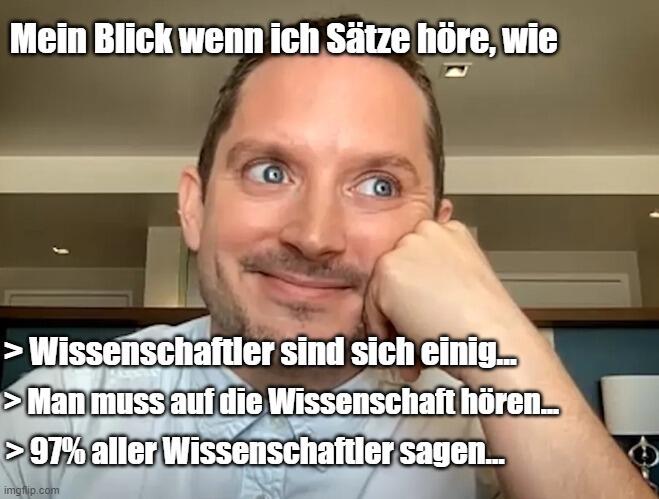 Mein Blick wenn ich Sätze höre, wie
> Wissenschaftler sind sich einig...
> Man muss auf die Wissenschaft hören...
> 97% aller Wissenschaftler sagen...
imgflip.com